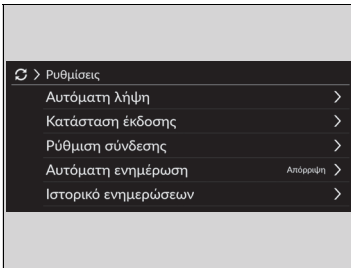 Ρυθμίσεις
Αυτόματη λήψη
Κατάσταση έκδοσης
Ρύθμιση σύνδεσης
Αυτόματη ενημέρωση Απόρριψη
Ιστορικό ενημερώσεων